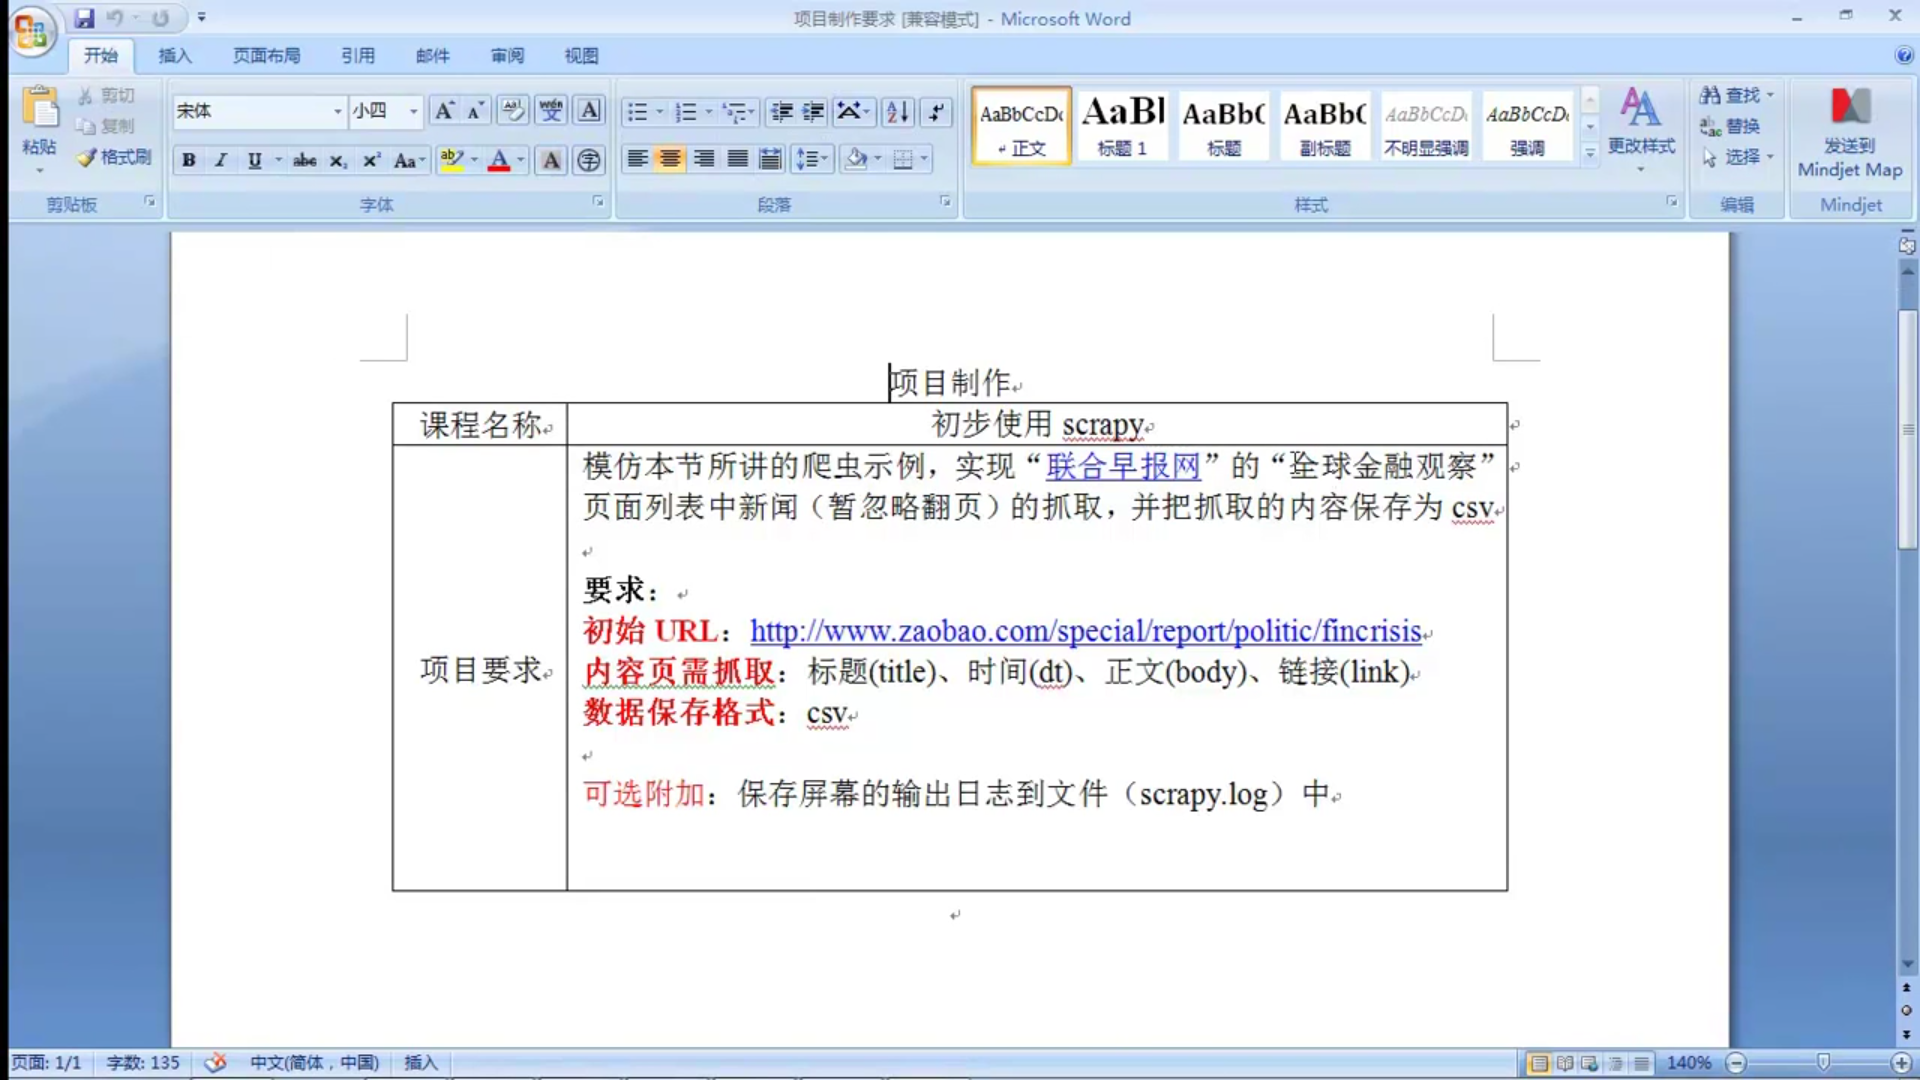 项目制作要求 [兼容模式] - Microsoft Word
开始 插入 页面布局 引用 邮件 审阅 视图
粘贴 剪切 复制 格式刷 剪贴板
宋体 小四 字体
段落
AaBbCcDc AaBl AaBbC AaBbC AaBbCcDc AaBbCcDc
正文 标题 1 标题 副标题 不明显强调 强调 更改样式
样式
查找 替换 选择 编辑
发送到 Mindjet Map Mindjet
项目制作
课程名称 初步使用 scrapy
模仿本节所讲的爬虫示例，实现“联合早报网”的“全球金融观察”
页面列表中新闻（暂忽略翻页）的抓取，并把抓取的内容保存为 csv
要求：
初始 URL：http://www.zaobao.com/special/report/politic/fincrisis
项目要求
内容页需抓取：标题(title)、时间(dt)、正文(body)、链接(link)
数据保存格式：csv
可选附加：保存屏幕的输出日志到文件（scrapy.log）中
页面: 1/1 字数: 135 中文(简体，中国) 插入 140%